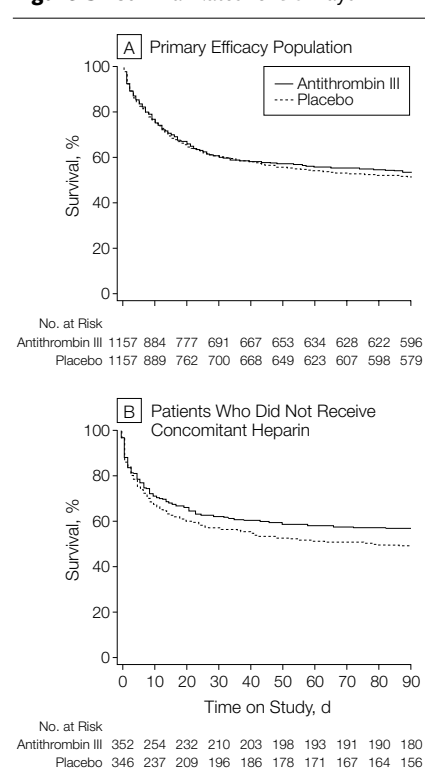 A Primary Efficacy Population
Antithrombin III
Placebo
100
80
60
40
20
0
Survival, %
No. at Risk
Antithrombin III 1157 884 777 691 667 653 634 628 622 596
Placebo 1157 889 762 700 668 649 623 607 598 579
B Patients Who Did Not Receive
Concomitant Heparin
100
80
60
40
20
0
Survival, %
0 10 20 30 40 50 60 70 80 90
Time on Study, d
No. at Risk
Antithrombin III 352 254 232 210 203 198 193 191 190 180
Placebo 346 237 209 196 186 178 171 167 164 156